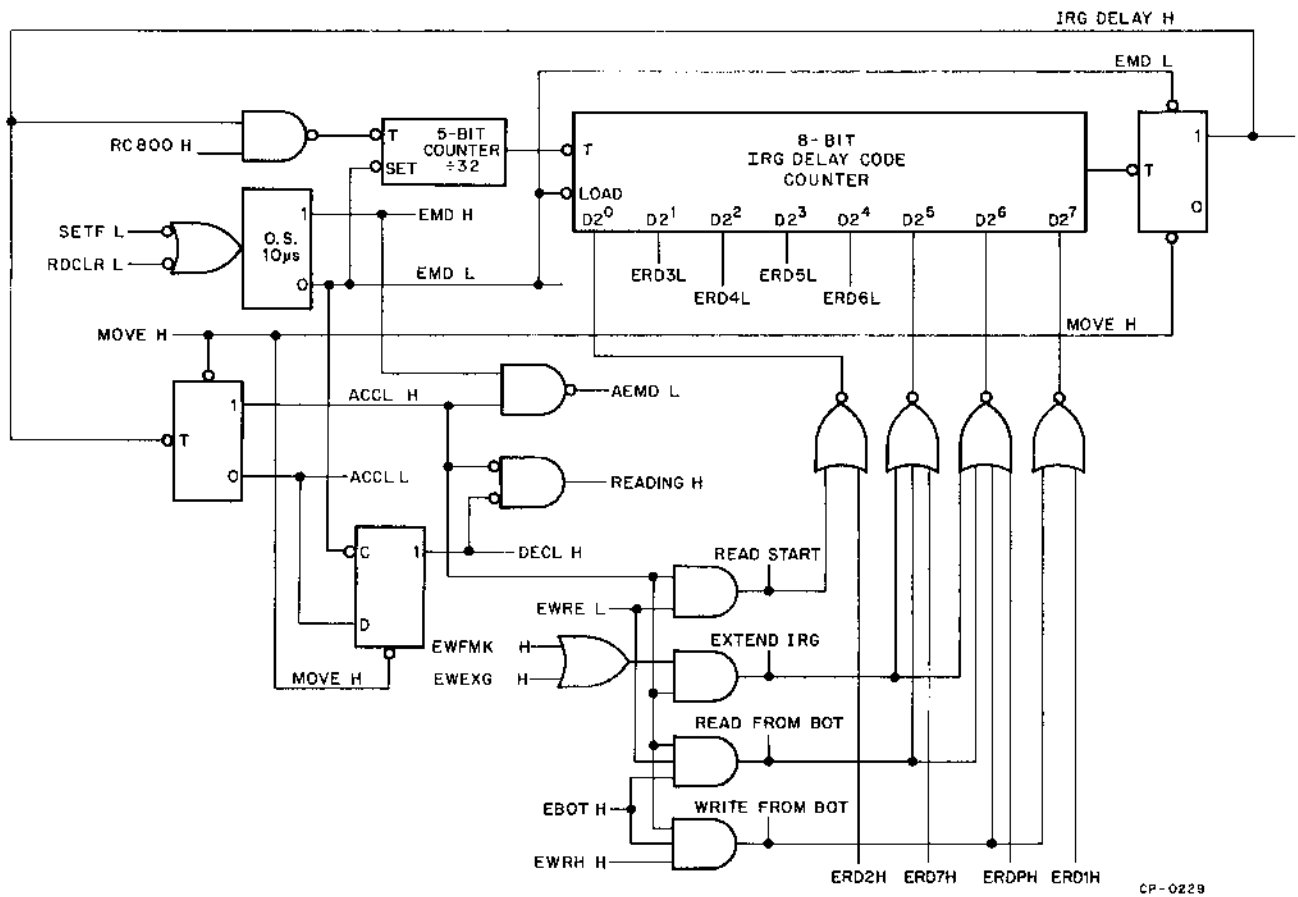 IRG DELAY H
EMD L
RC800 H
T
SET
5-BIT
COUNTER
÷32
T
LOAD
8-BIT
IRG DELAY CODE
COUNTER
D2⁰ D2¹ D2² D2³ D2⁴ D2⁵ D2⁶ D2⁷
T
1
0
SETF L
RDCLR L
O.S.
10µs
1
0
EMD H
EMD L
ERD3L
ERD4L
ERD5L
ERD6L
MOVE H
MOVE H
T
1
0
ACCL H
ACCL L
AEMD L
READING H
C
D
1
DECL H
MOVE H
READ START
EWRE L
EXTEND IRG
EWFMK H
EWEXG H
READ FROM BOT
EBOT H
WRITE FROM BOT
EWRH H
ERD2H ERD7H ERDPH ERD1H
CP-0229